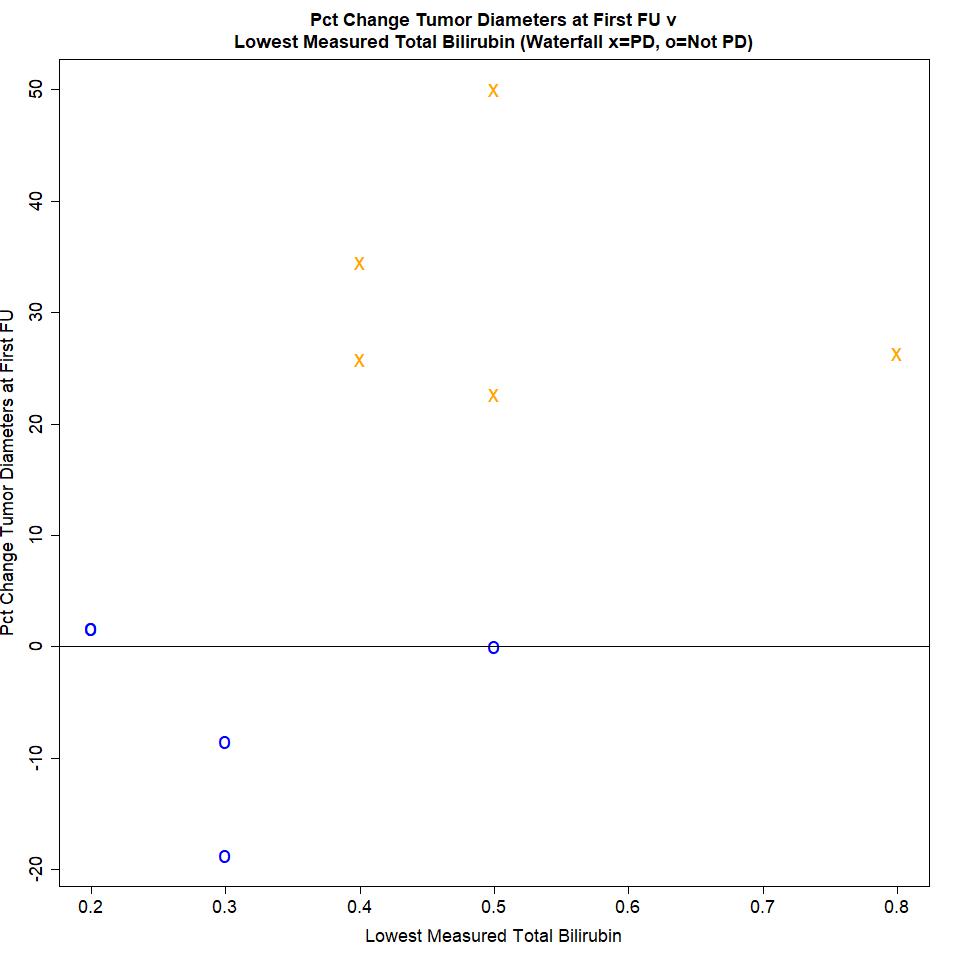 Pct Change Tumor Diameters at First FU v
Lowest Measured Total Bilirubin (Waterfall x=PD, o=Not PD)
Pct Change Tumor Diameters at First FU
50
40
30
20
10
0
-10
-20
x
x
x
x
x
o
o
o
o
0.2 0.3 0.4 0.5 0.6 0.7 0.8
Lowest Measured Total Bilirubin